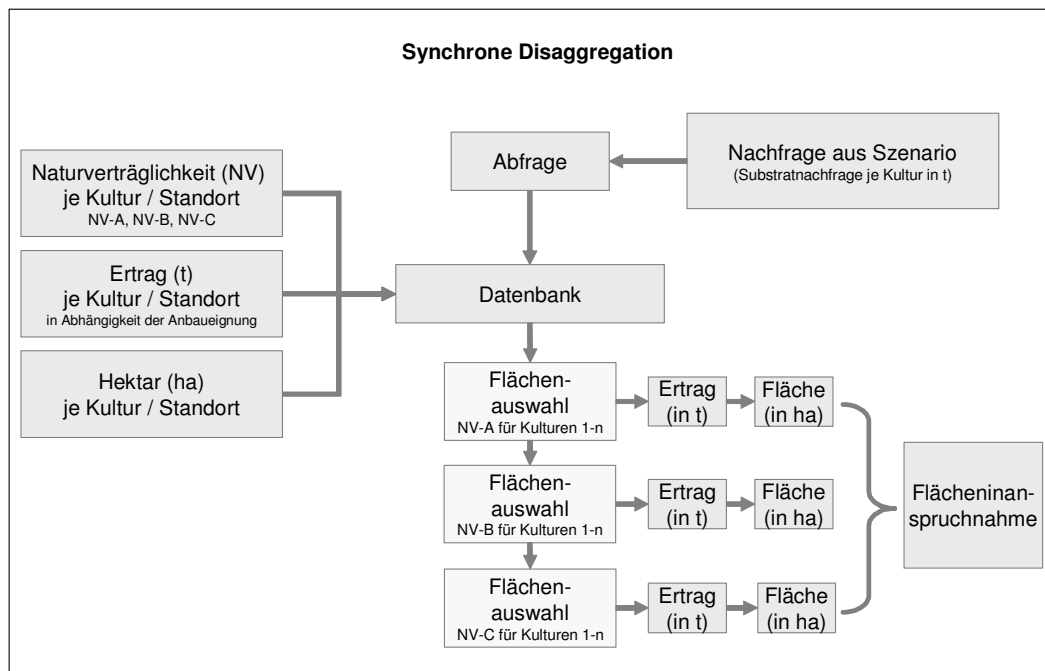 Synchrone Disaggregation
Naturverträglichkeit (NV)
je Kultur / Standort
NV-A, NV-B, NV-C
Ertrag (t)
je Kultur / Standort
in Abhängigkeit der Anbaueignung
Hektar (ha)
je Kultur / Standort
Abfrage
Nachfrage aus Szenario
(Substratnachfrage je Kultur in t)
Datenbank
Flächen-
auswahl
NV-A für Kulturen 1-n
Ertrag
(in t)
Fläche
(in ha)
Flächen-
auswahl
NV-B für Kulturen 1-n
Ertrag
(in t)
Fläche
(in ha)
Flächen-
auswahl
NV-C für Kulturen 1-n
Ertrag
(in t)
Fläche
(in ha)
Flächeninan-
spruchnahme